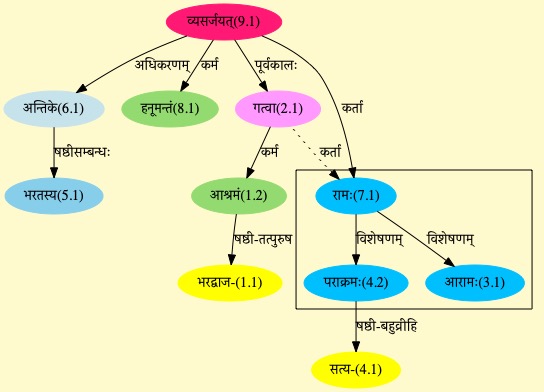 व्यसर्जयत्(9.1)
अधिकरणम् कर्म पूर्वकालः
अन्तिके(6.1) हनूमन्तं(8.1) गत्वा(2.1) कर्ता
षष्ठीसम्बन्धः कर्म कर्ता
भरतस्य(5.1) आश्रमं(1.2) रामः(7.1)
षष्ठी-तत्पुरुष विशेषणम् विशेषणम्
भरद्वाज-(1.1) पराक्रमः(4.2) आरामः(3.1)
षष्ठी-बहुव्रीहि
सत्य-(4.1)